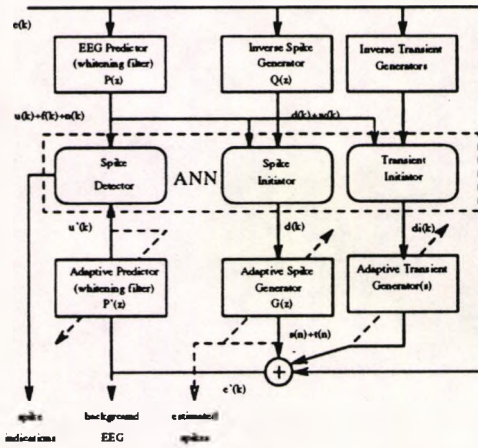 e(k)
EEG Predictor
(whitening filter)
P(z)
Inverse Spike
Generator
Q(z)
Inverse Transient
Generators
u(k)+f(k)+n(k)
d(k)+w(k)
Spike
Detector
ANN
Spike
Initiator
Transient
Initiator
u`(k)
d(k)
di(k)
Adaptive Predictor
(whitening filter)
P`(z)
Adaptive Spike
Generator
G(z)
Adaptive Transient
Generator(s)
s(n)+t(n)
+
e`(k)
spike
indications
background
EEG
estimated
spikes